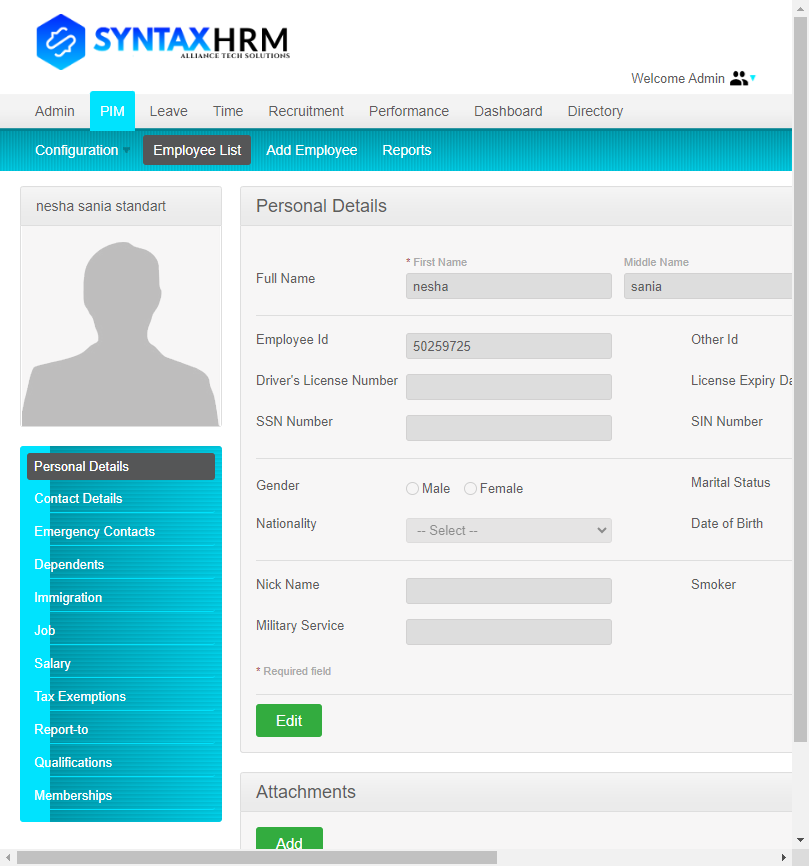 SYNTAXHRM
ALLIANCE TECH SOLUTIONS
Welcome Admin
Admin PIM Leave Time Recruitment Performance Dashboard Directory
Configuration Employee List Add Employee Reports
nesha sania standart
Personal Details
Contact Details
Emergency Contacts
Dependents
Immigration
Job
Salary
Tax Exemptions
Report-to
Qualifications
Memberships
Personal Details
* First Name Middle Name
Full Name nesha sania
Employee Id 50259725 Other Id
Driver's License Number License Expiry Da
SSN Number SIN Number
Gender Male Female Marital Status
Nationality -- Select -- Date of Birth
Nick Name Smoker
Military Service
* Required field
Edit
Attachments
Add